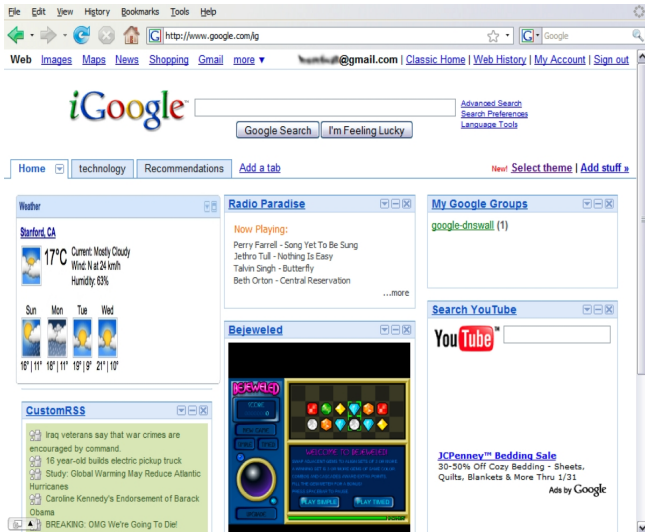 File Edit View History Bookmarks Tools Help
http://www.google.com/ig
Google
Web Images Maps News Shopping Gmail more ▼
@gmail.com | Classic Home | Web History | My Account | Sign out
iGoogle™
Advanced Search
Search Preferences
Language Tools
Google Search I'm Feeling Lucky
Home technology Recommendations Add a tab
New! Select theme | Add stuff »
Weather
Stanford, CA
17°C
Current: Mostly Cloudy
Wind: N at 24 km/h
Humidity: 63%
Sun Mon Tue Wed
16°|11° 18°|11° 19°|9° 21°|10°
CustomRSS
Iraq veterans say that war crimes are
encouraged by command.
16 year-old builds electric pickup truck
Study: Global Warming May Reduce Atlantic
Hurricanes
Caroline Kennedy's Endorsement of Barack
Obama
BREAKING: OMG We're Going To Die!
Radio Paradise
Now Playing:
Perry Farrell - Song Yet To Be Sung
Jethro Tull - Nothing Is Easy
Talvin Singh - Butterfly
Beth Orton - Central Reservation
...more
Bejeweled
BEJEWELED
SCORE
0
NEW GAME
WELCOME TO BEJEWELED!
PLAY SIMPLE PLAY TIMED
My Google Groups
google-dnswall (1)
Search YouTube
YouTube™
JCPenney™ Bedding Sale
30-50% Off Cozy Bedding - Sheets,
Quilts, Blankets & More Thru 1/31
Ads by Google